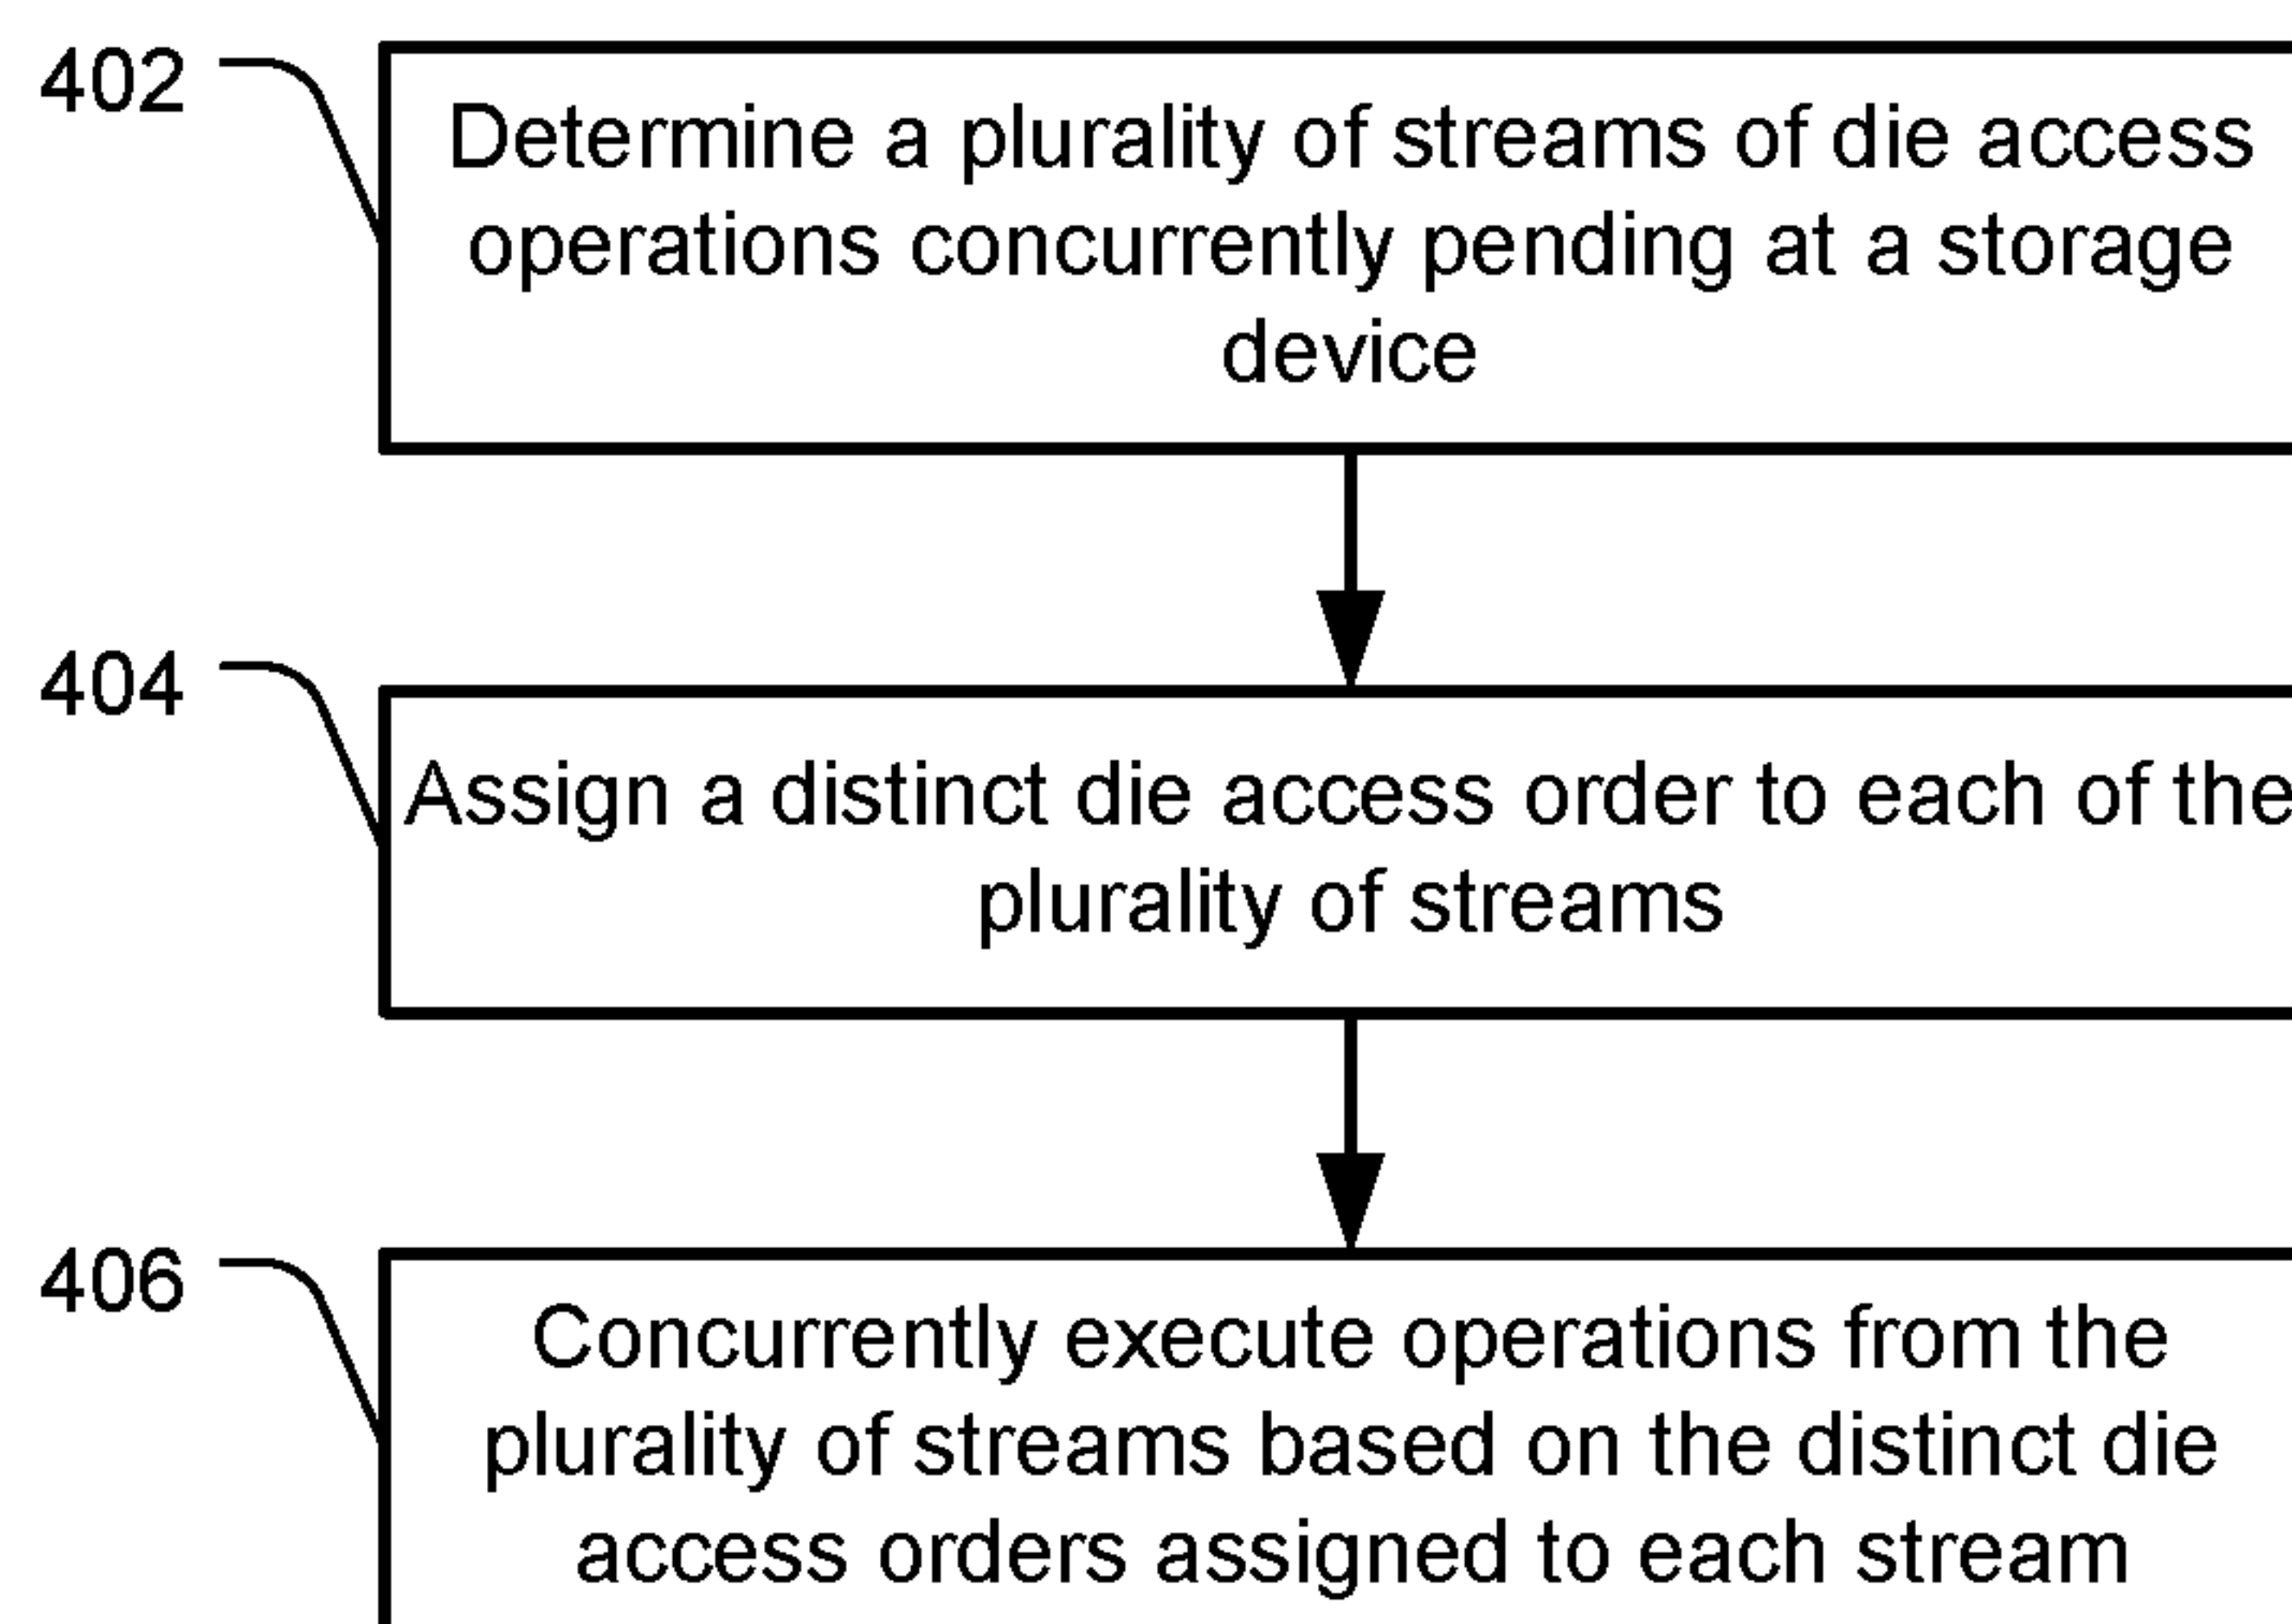 402
Determine a plurality of streams of die access
operations concurrently pending at a storage
device
404
Assign a distinct die access order to each of the
plurality of streams
406
Concurrently execute operations from the
plurality of streams based on the distinct die
access orders assigned to each stream